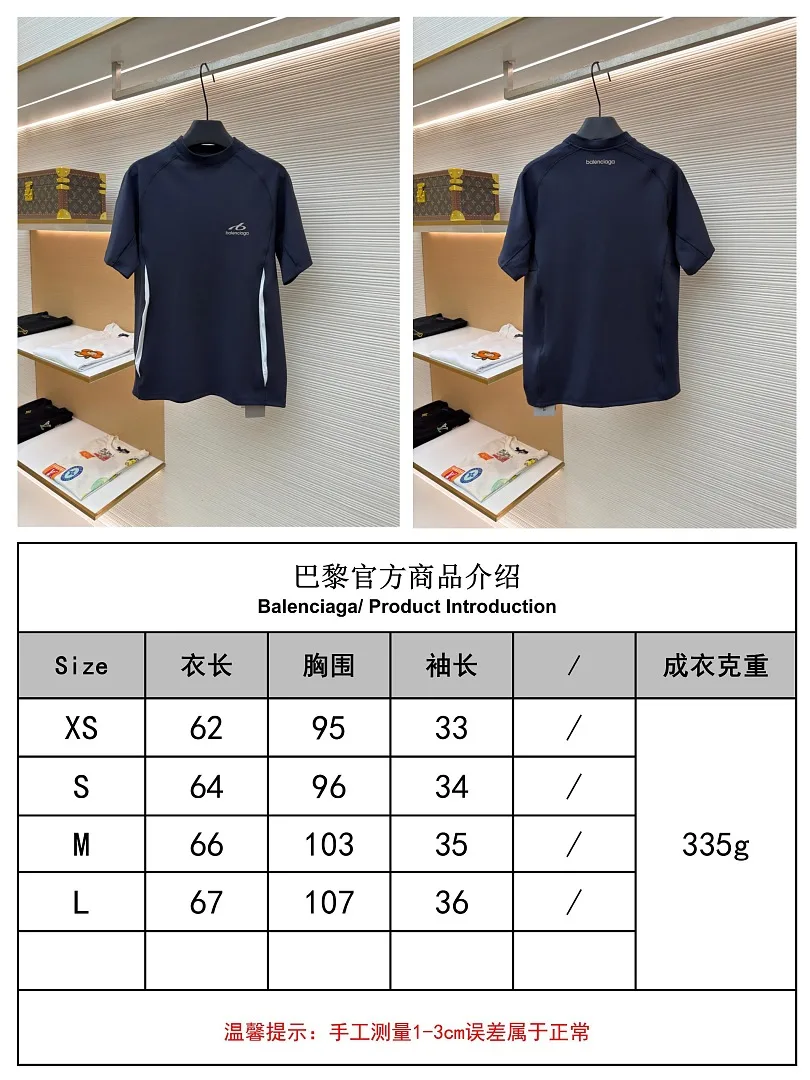 balenciaga
balenciaga
巴黎官方商品介绍
Balenciaga/ Product Introduction
Size 衣长 胸围 袖长 / 成衣克重
XS 62 95 33 /
S 64 96 34 /
M 66 103 35 /
335g
L 67 107 36 /
温馨提示：手工测量1-3cm误差属于正常